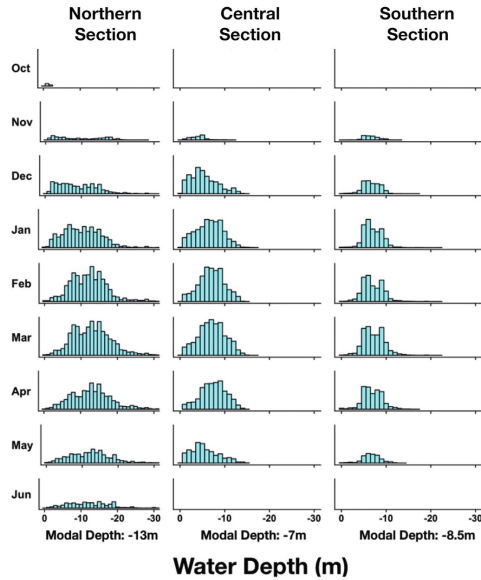 Northern Section
Central Section
Southern Section
Oct
Nov
Dec
Jan
Feb
Mar
Apr
May
Jun
0 -10 -20 -30
0 -10 -20 -30
0 -10 -20 -30
Modal Depth: -13m
Modal Depth: -7m
Modal Depth: -8.5m
Water Depth (m)